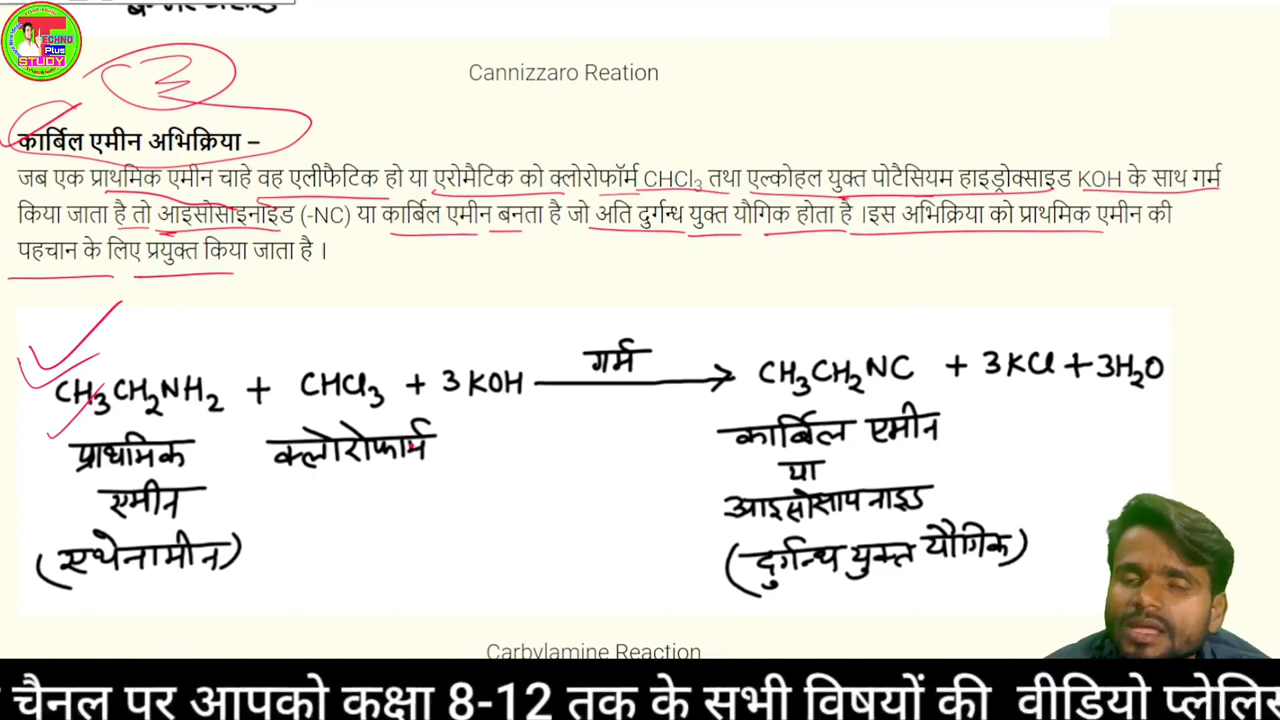 TECHNO
Plus
STUDY
Cannizzaro Reation
कार्बिल एमीन अभिक्रिया –
जब एक प्राथमिक एमीन चाहे वह एलीफैटिक हो या एरोमैटिक को क्लोरोफॉर्म CHCl₃ तथा एल्कोहल युक्त पोटैसियम हाइड्रोक्साइड KOH के साथ गर्म
किया जाता है तो आइसोसाइनाइड (-NC) या कार्बिल एमीन बनता है जो अति दुर्गन्ध युक्त यौगिक होता है ।इस अभिक्रिया को प्राथमिक एमीन की
पहचान के लिए प्रयुक्त किया जाता है ।
गर्म
CH₃CH₂NH₂ + CHCl₃ + 3KOH → CH₃CH₂NC + 3KCl + 3H₂O
प्राथमिक क्लोरोफार्म कार्बिल एमीन
या
एमीन आइसोसायनाइड
(एथेनामीन) (दुर्गन्ध युक्त यौगिक)
Carbylamine Reaction
चैनल पर आपको कक्षा 8-12 तक के सभी विषयों की वीडियो